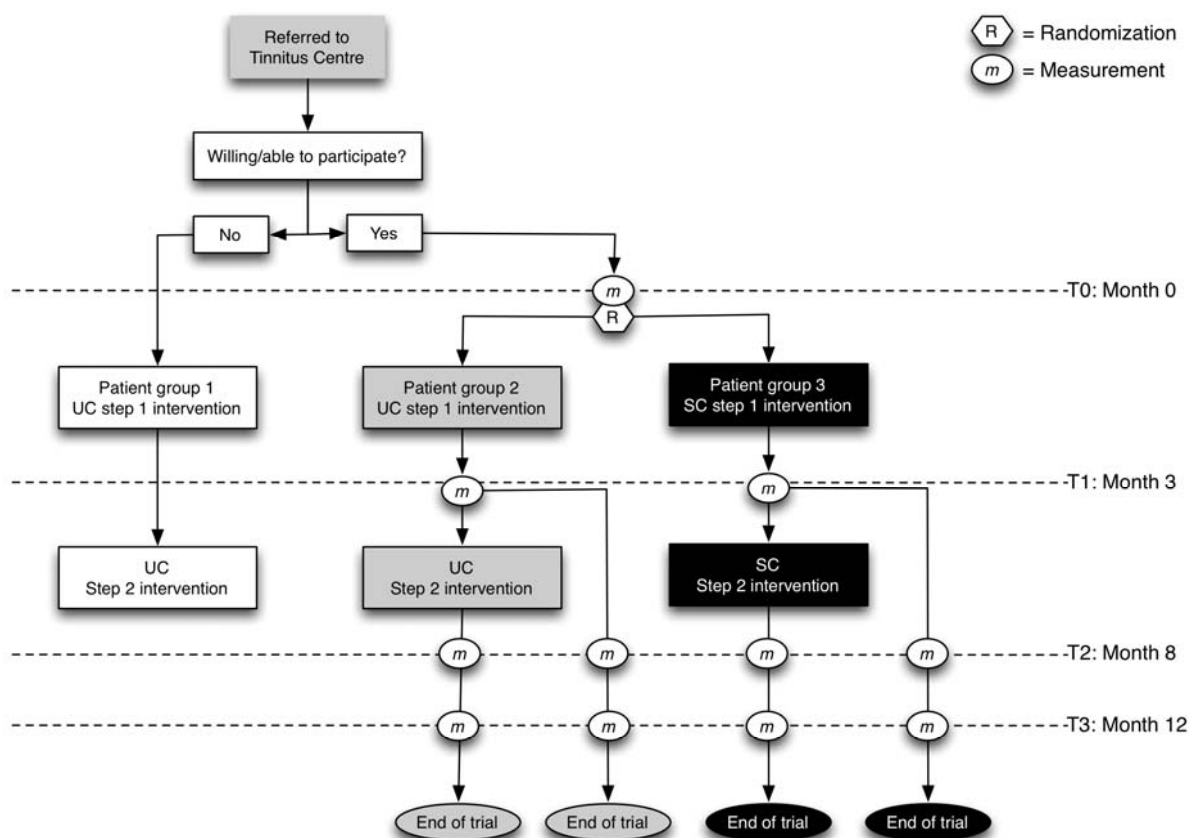 Referred to
Tinnitus Centre
R = Randomization
m = Measurement
Willing/able to participate?
No
Yes
m
T0: Month 0
R
Patient group 1
UC step 1 intervention
Patient group 2
UC step 1 intervention
Patient group 3
SC step 1 intervention
m
m
T1: Month 3
UC
Step 2 intervention
UC
Step 2 intervention
SC
Step 2 intervention
m
m
m
m
T2: Month 8
m
m
m
m
T3: Month 12
End of trial
End of trial
End of trial
End of trial